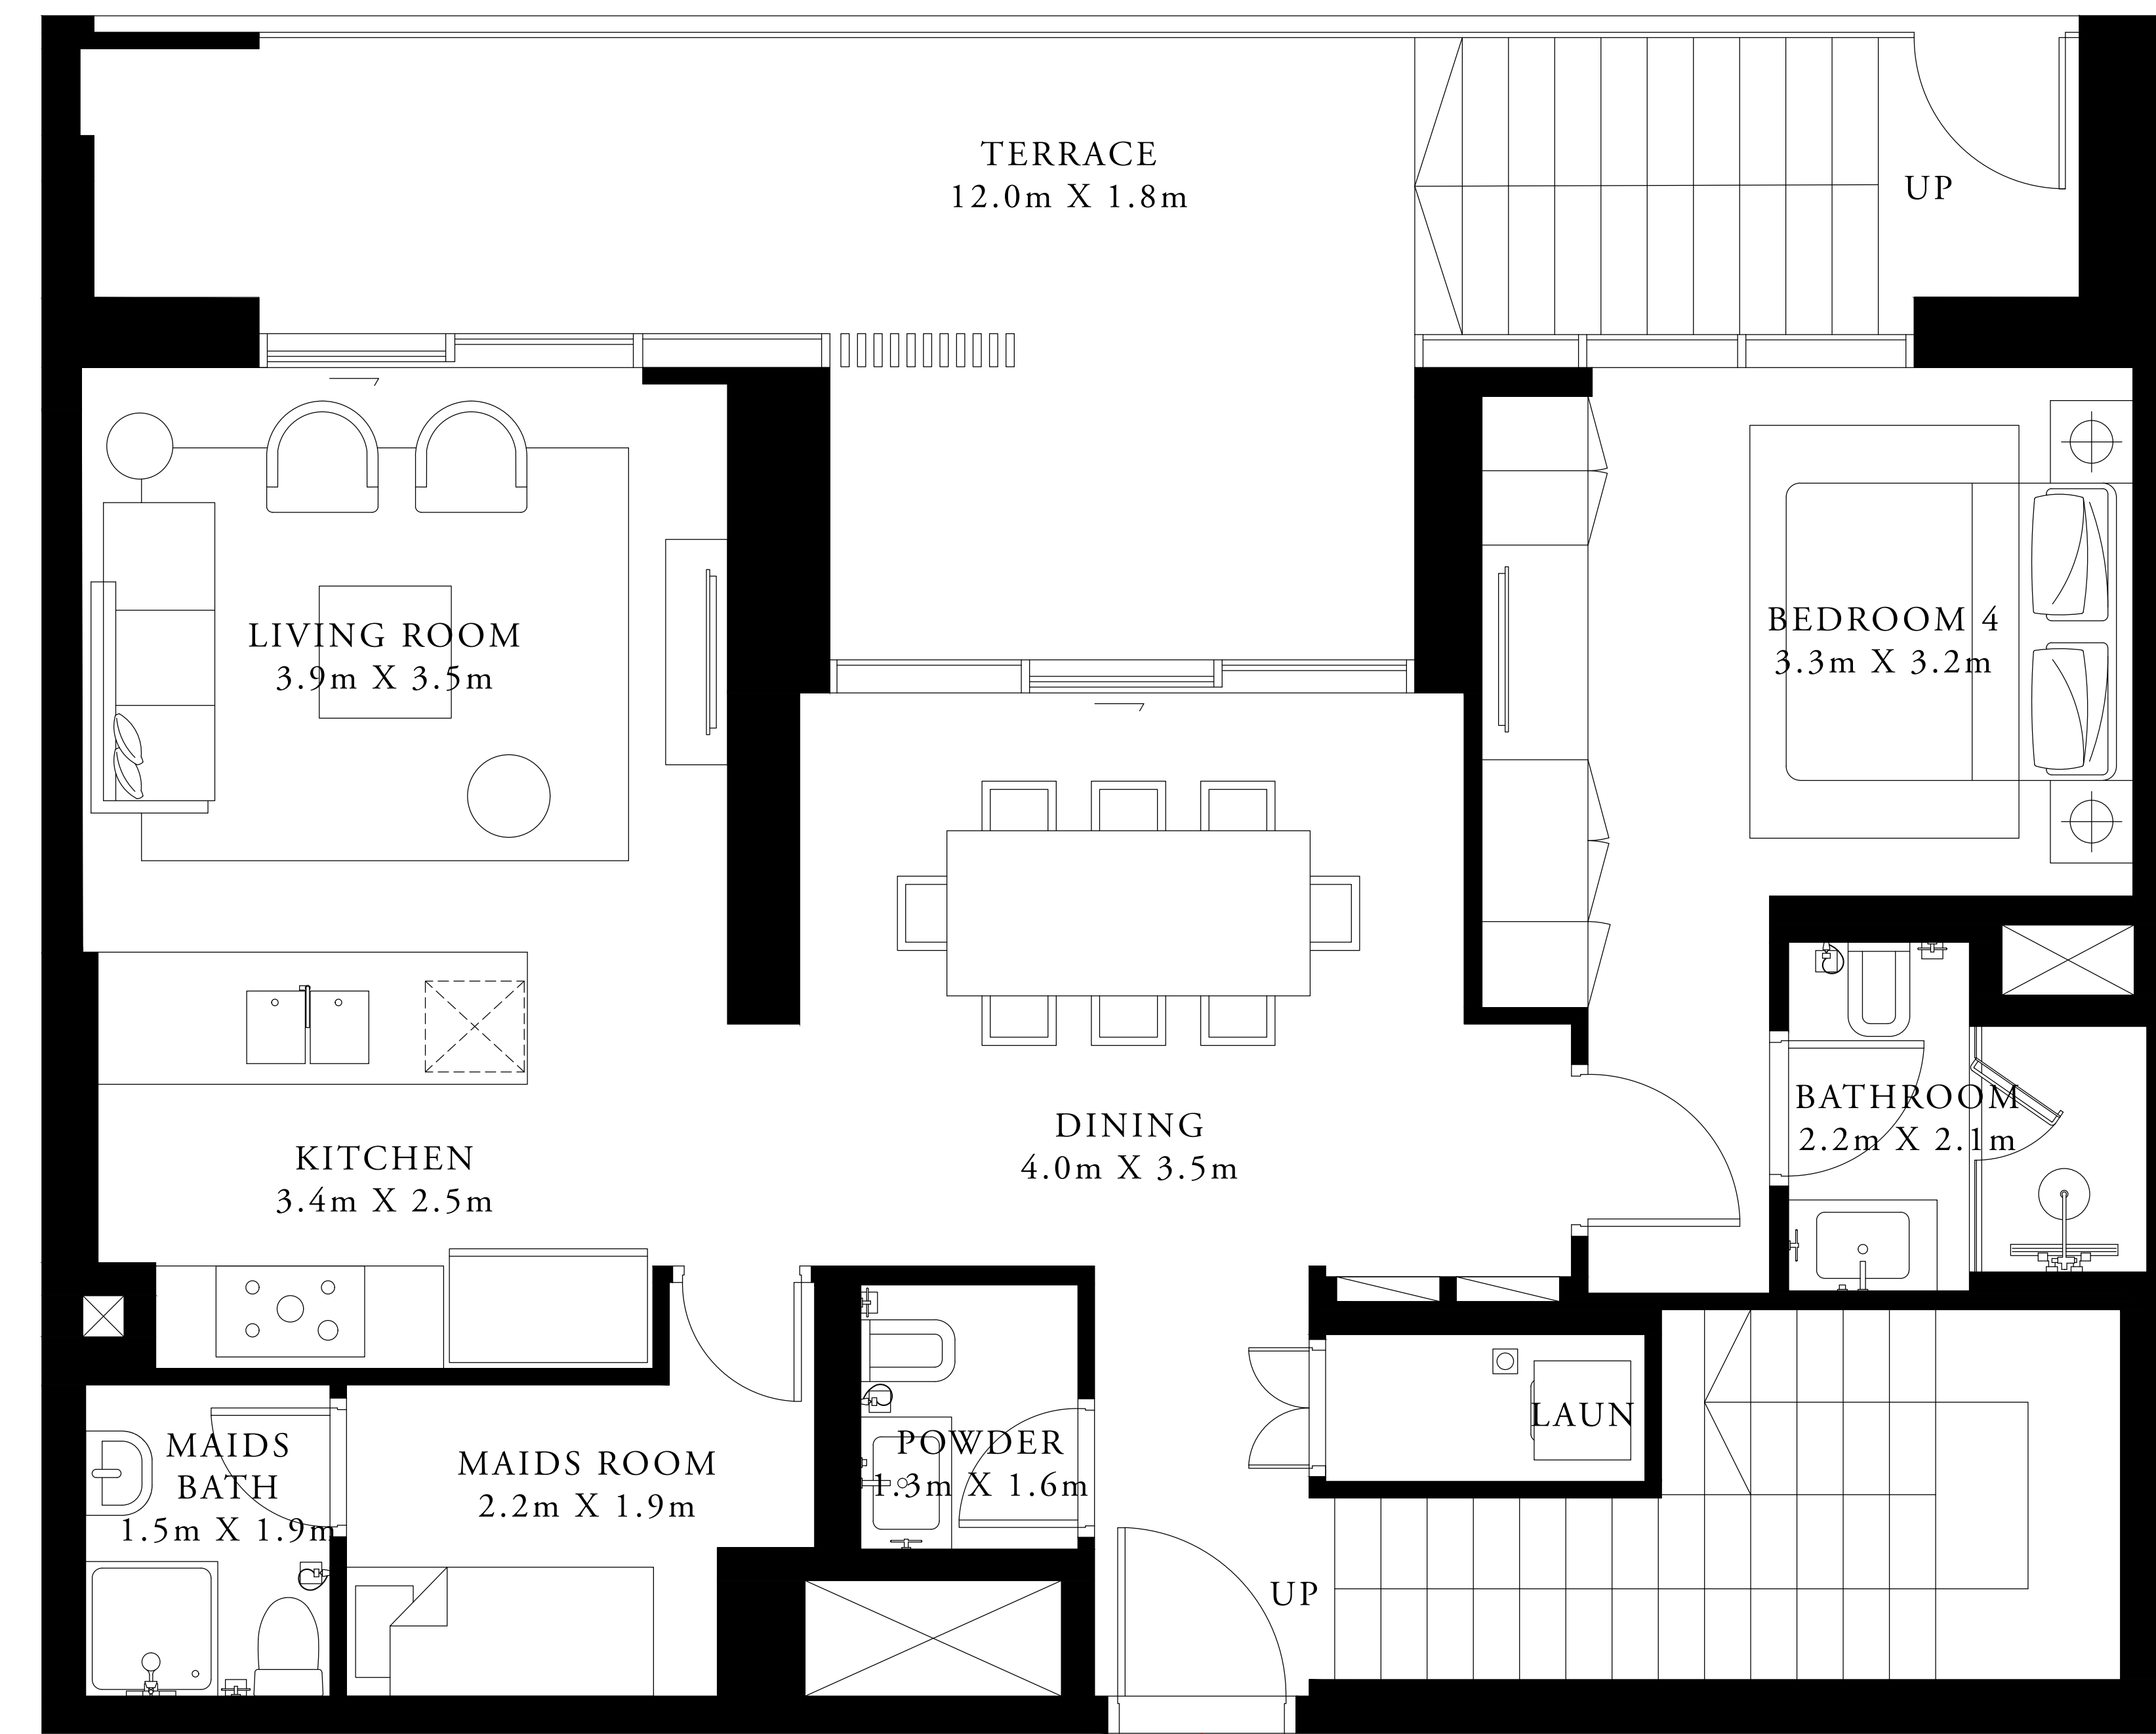 TERRACE
12.0m X 1.8m
UP
LIVING ROOM
3.9m X 3.5m
BEDROOM 4
3.3m X 3.2m
BATHROOM
2.2m X 2.1m
DINING
4.0m X 3.5m
KITCHEN
3.4m X 2.5m
LAUN
MAIDS
BATH
1.5m X 1.9m
MAIDS ROOM
2.2m X 1.9m
POWDER
1.3m X 1.6m
UP